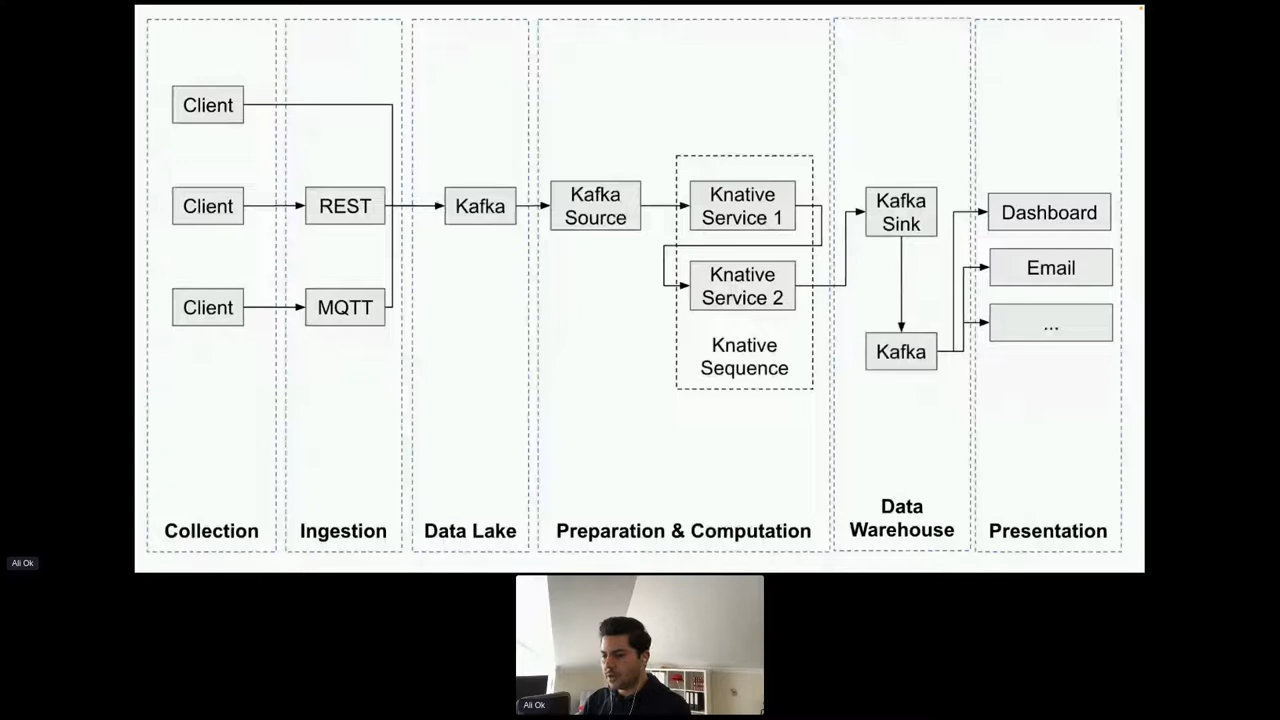 Client
Client
REST
Kafka
Kafka
Source
Knative
Service 1
Kafka
Sink
Dashboard
Email
...
Knative
Service 2
Client
MQTT
Knative
Sequence
Kafka
Collection
Ingestion
Data Lake
Preparation & Computation
Data
Warehouse
Presentation
Ali Ok
Ali Ok